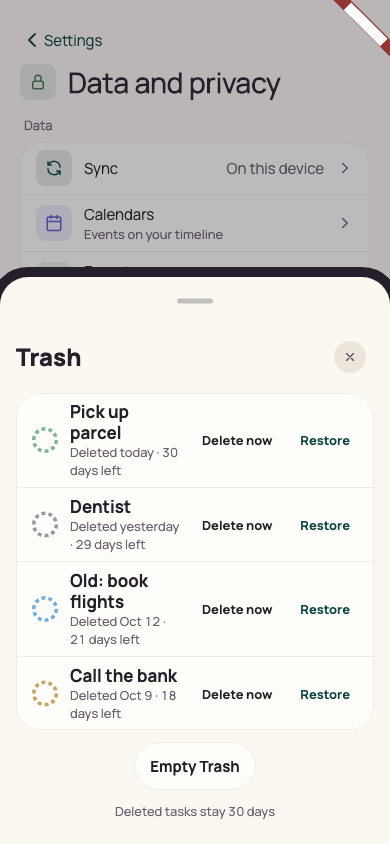 Settings
Data and privacy
Data
Sync
On this device
Calendars
Events on your timeline
Trash
Pick up
parcel
Deleted today · 30
days left
Delete now
Restore
Dentist
Deleted yesterday
· 29 days left
Delete now
Restore
Old: book
flights
Deleted Oct 12 ·
21 days left
Delete now
Restore
Call the bank
Deleted Oct 9 · 18
days left
Delete now
Restore
Empty Trash
Deleted tasks stay 30 days